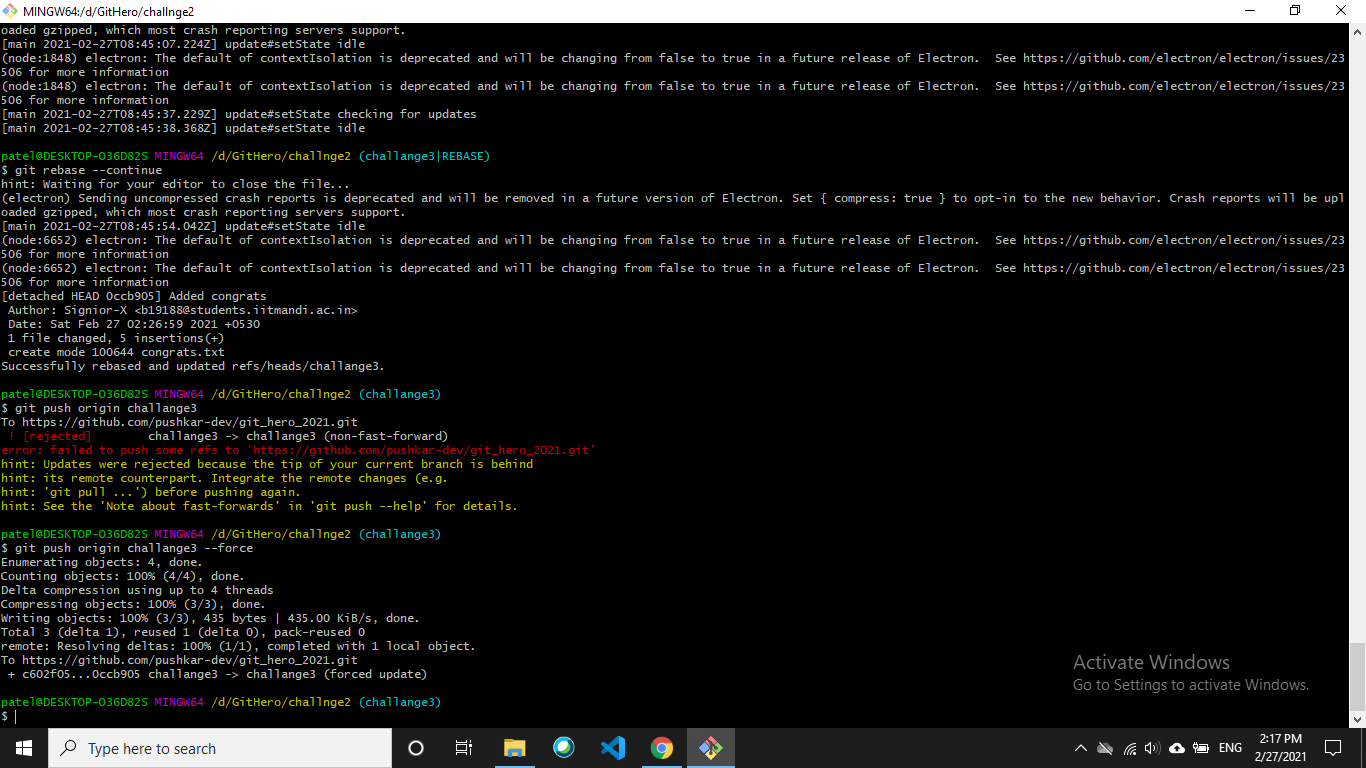 MINGW64:/d/GitHero/challnge2
oaded gzipped, which most crash reporting servers support.
[main 2021-02-27T08:45:07.224Z] update#setState idle
(node:1848) electron: The default of contextIsolation is deprecated and will be changing from false to true in a future release of Electron.  See https://github.com/electron/electron/issues/23
506 for more information
(node:1848) electron: The default of contextIsolation is deprecated and will be changing from false to true in a future release of Electron.  See https://github.com/electron/electron/issues/23
506 for more information
[main 2021-02-27T08:45:37.229Z] update#setState checking for updates
[main 2021-02-27T08:45:38.368Z] update#setState idle
patel@DESKTOP-O36D82S MINGW64 /d/GitHero/challnge2 (challange3|REBASE)
$ git rebase --continue
hint: Waiting for your editor to close the file...
(electron) Sending uncompressed crash reports is deprecated and will be removed in a future version of Electron. Set { compress: true } to opt-in to the new behavior. Crash reports will be upl
oaded gzipped, which most crash reporting servers support.
[main 2021-02-27T08:45:54.042Z] update#setState idle
(node:6652) electron: The default of contextIsolation is deprecated and will be changing from false to true in a future release of Electron.  See https://github.com/electron/electron/issues/23
506 for more information
(node:6652) electron: The default of contextIsolation is deprecated and will be changing from false to true in a future release of Electron.  See https://github.com/electron/electron/issues/23
506 for more information
[detached HEAD 0ccb905] Added congrats
 Author: Signior-X <b19188@students.iitmandi.ac.in>
 Date: Sat Feb 27 02:26:59 2021 +0530
 1 file changed, 5 insertions(+)
 create mode 100644 congrats.txt
Successfully rebased and updated refs/heads/challange3.
patel@DESKTOP-O36D82S MINGW64 /d/GitHero/challnge2 (challange3)
$ git push origin challange3
To https://github.com/pushkar-dev/git_hero_2021.git
 ! [rejected]        challange3 -> challange3 (non-fast-forward)
error: failed to push some refs to 'https://github.com/pushkar-dev/git_hero_2021.git'
hint: Updates were rejected because the tip of your current branch is behind
hint: its remote counterpart. Integrate the remote changes (e.g.
hint: 'git pull ...') before pushing again.
hint: See the 'Note about fast-forwards' in 'git push --help' for details.
patel@DESKTOP-O36D82S MINGW64 /d/GitHero/challnge2 (challange3)
$ git push origin challange3 --force
Enumerating objects: 4, done.
Counting objects: 100% (4/4), done.
Delta compression using up to 4 threads
Compressing objects: 100% (3/3), done.
Writing objects: 100% (3/3), 435 bytes | 435.00 KiB/s, done.
Total 3 (delta 1), reused 1 (delta 0), pack-reused 0
remote: Resolving deltas: 100% (1/1), completed with 1 local object.
To https://github.com/pushkar-dev/git_hero_2021.git
 + c602f05...0ccb905 challange3 -> challange3 (forced update)
patel@DESKTOP-O36D82S MINGW64 /d/GitHero/challnge2 (challange3)
$
Activate Windows
Go to Settings to activate Windows.
Type here to search
ENG
2:17 PM
2/27/2021